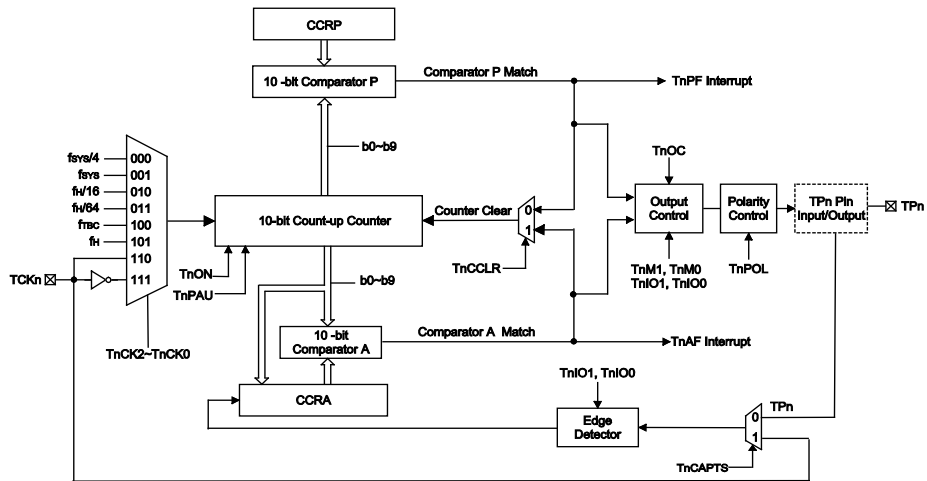 CCRP
10 -bit Comparator P
Comparator P Match
TnPF Interrupt
b0~b9
fSYS/4
000
fSYS
001
fH/16
010
fH/64
011
fTBC
100
fH
101
110
111
TCKn
TnCK2~TnCK0
10-bit Count-up Counter
TnON
TnPAU
Counter Clear
0
1
TnCCLR
TnOC
Output
Control
TnM1, TnM0
TnIO1, TnIO0
Polarity
Control
TnPOL
TPn Pin
Input/Output
TPn
b0~b9
10 -bit
Comparator A
Comparator A Match
TnAF Interrupt
CCRA
TnIO1, TnIO0
Edge
Detector
TPn
0
1
TnCAPTS